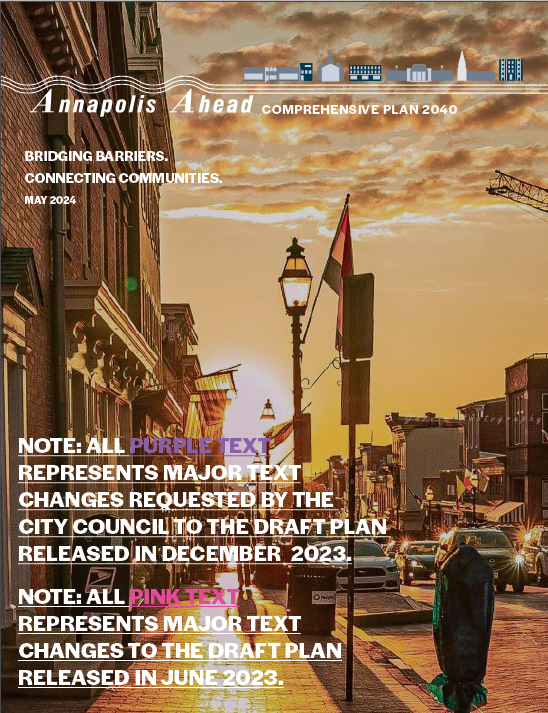 Annapolis Ahead COMPREHENSIVE PLAN 2040
BRIDGING BARRIERS.
CONNECTING COMMUNITIES.
MAY 2024
NOTE: ALL PURPLE TEXT
REPRESENTS MAJOR TEXT
CHANGES REQUESTED BY THE
CITY COUNCIL TO THE DRAFT PLAN
RELEASED IN DECEMBER 2023.
NOTE: ALL PINK TEXT
REPRESENTS MAJOR TEXT
CHANGES TO THE DRAFT PLAN
RELEASED IN JUNE 2023.